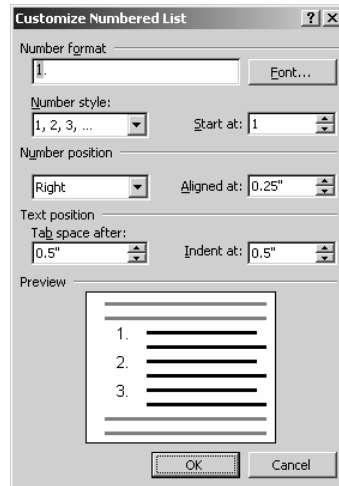 Customize Numbered List
Number format
1.
Font...
Number style:
1, 2, 3, ...
Start at: 1
Number position
Right
Aligned at: 0.25"
Text position
Tab space after:
0.5"
Indent at: 0.5"
Preview
1.
2.
3.
OK
Cancel